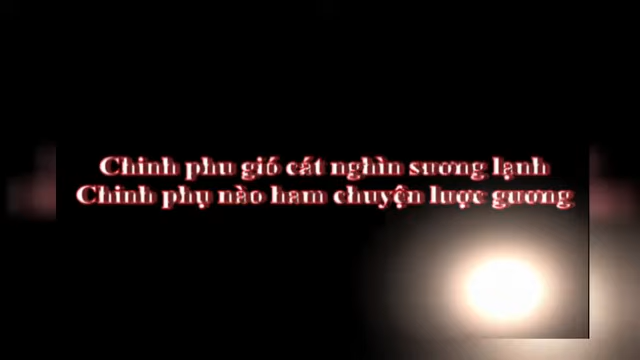 Chinh phu gió cát nghìn sương lạnh
Chinh phụ nào ham chuyện lược gương